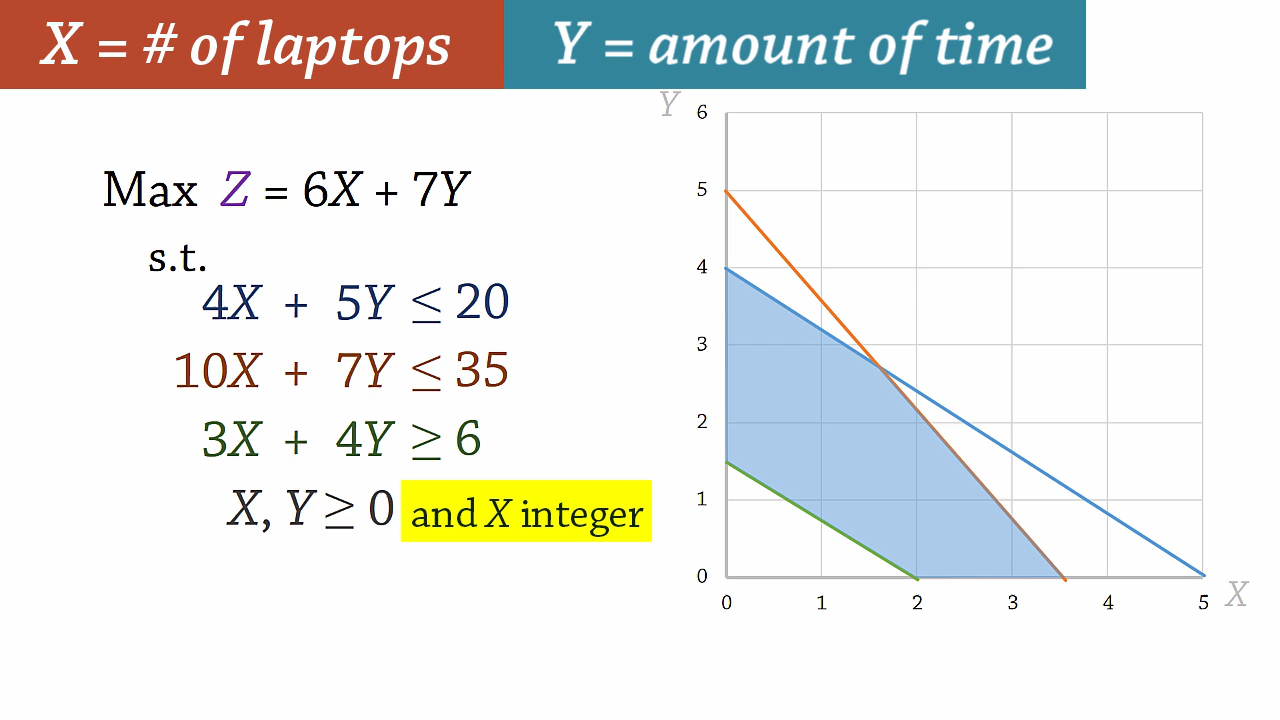 X = # of laptops
Y = amount of time
Max Z = 6X + 7Y
s.t.
4X + 5Y ≤ 20
10X + 7Y ≤ 35
3X + 4Y ≥ 6
X, Y ≥ 0 and X integer
Y
6
5
4
3
2
1
0
0 1 2 3 4 5 X